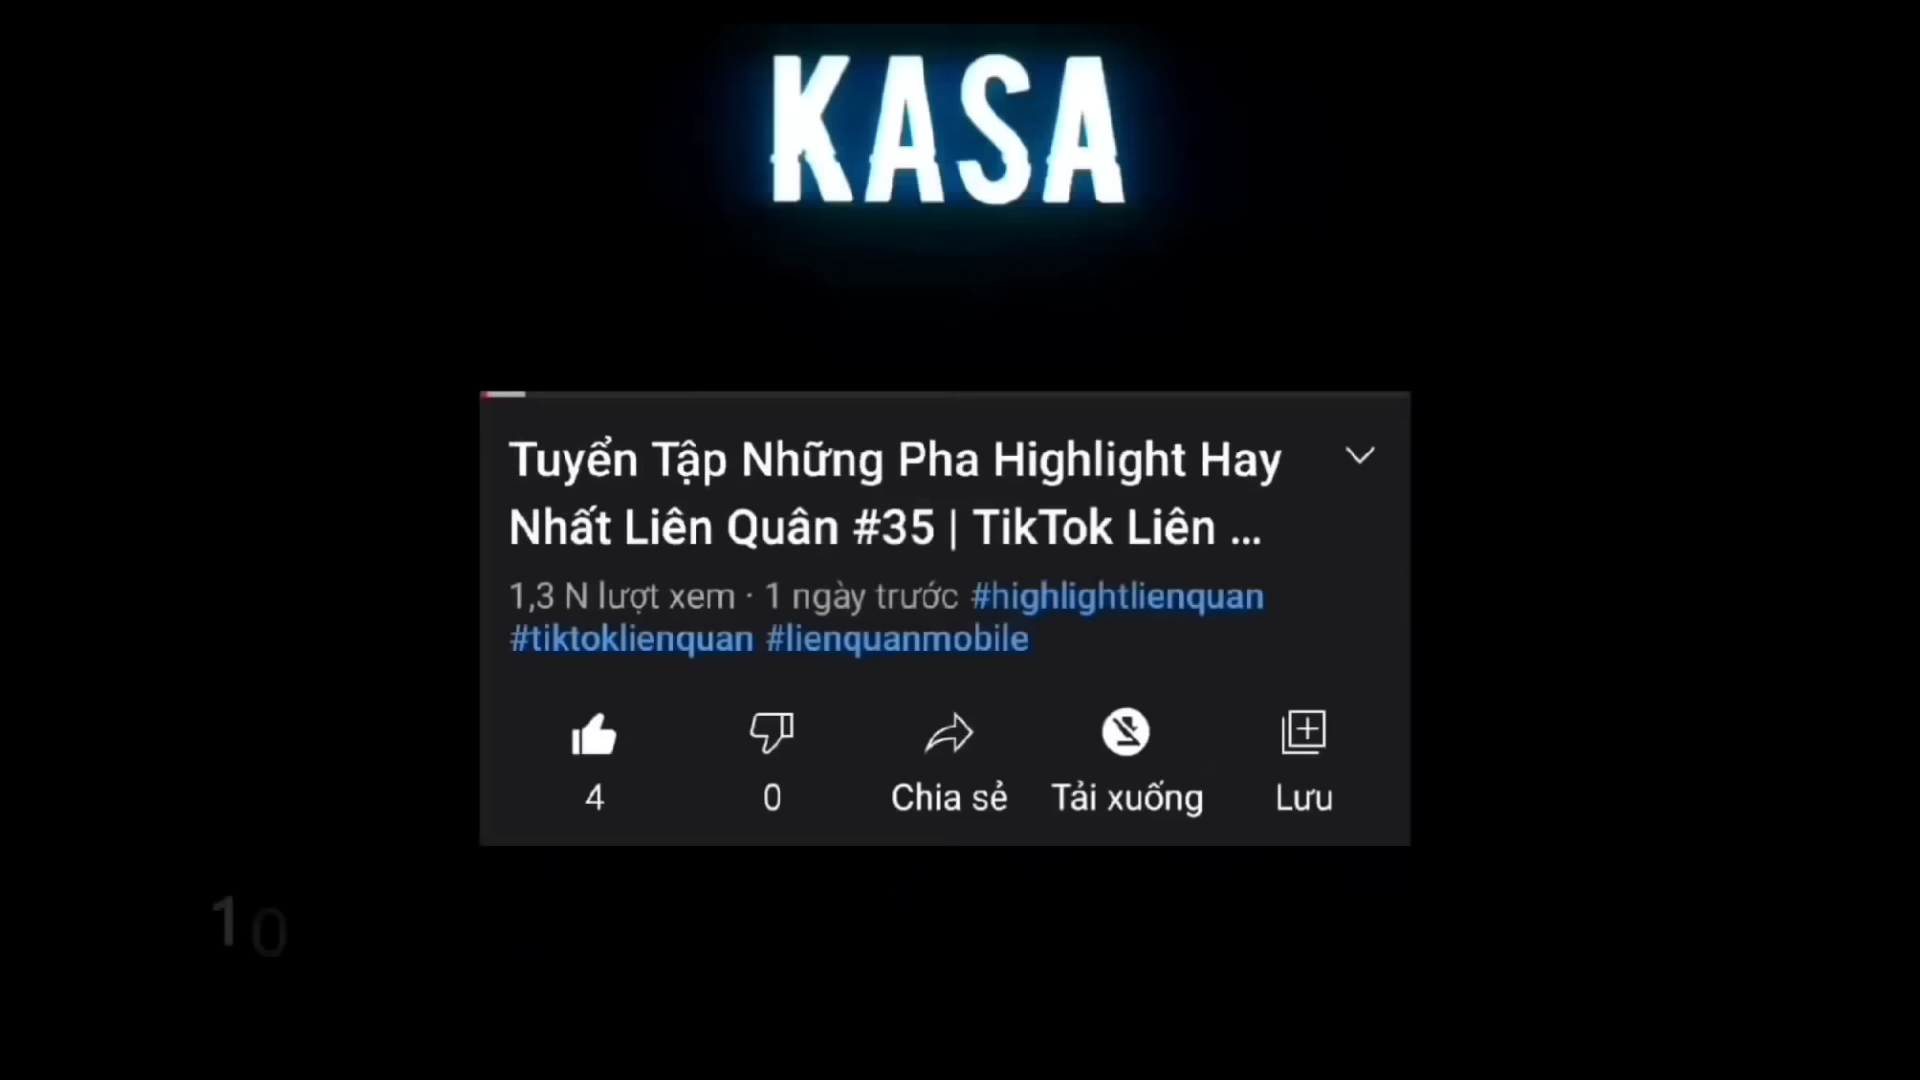 KASA
Tuyển Tập Những Pha Highlight Hay
Nhất Liên Quân #35 | TikTok Liên ...
1,3 N lượt xem · 1 ngày trước #highlightlienquan
#tiktoklienquan #lienquanmobile
4
0
Chia sẻ
Tải xuống
Lưu
10